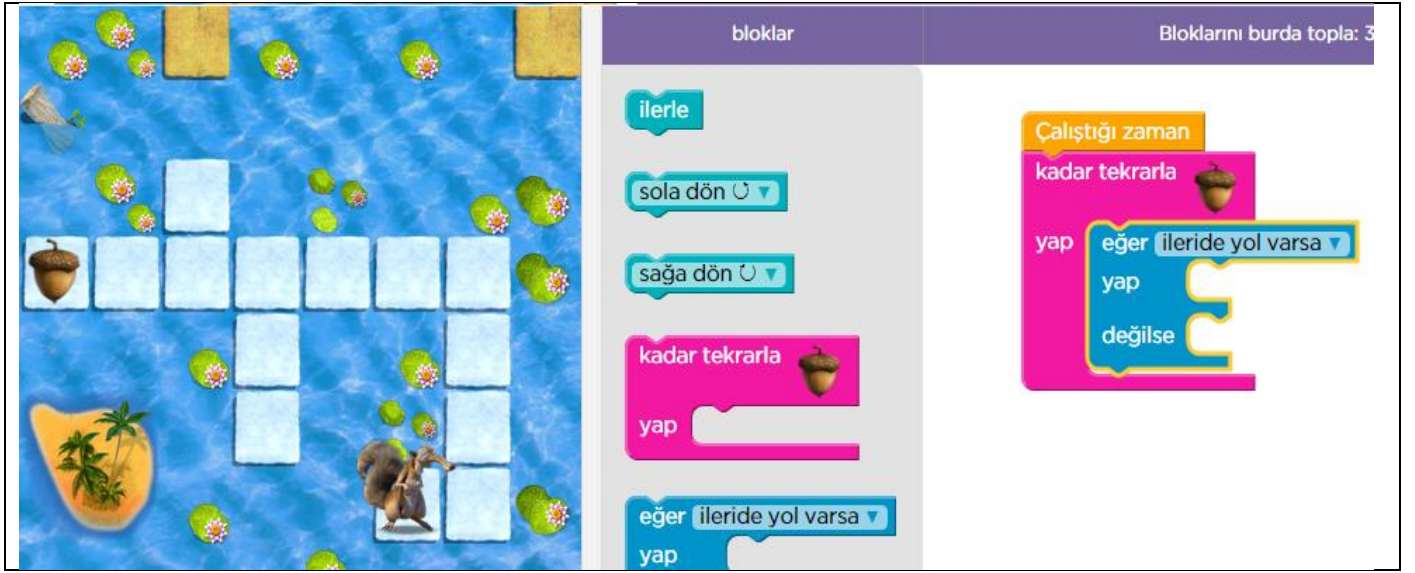 bloklar
Bloklarını burda topla: 3
ilerle
sola dön
sağa dön
kadar tekrarla
yap
eğer ileride yol varsa
yap
Çalıştığı zaman
kadar tekrarla
yap eğer ileride yol varsa
yap
değilse